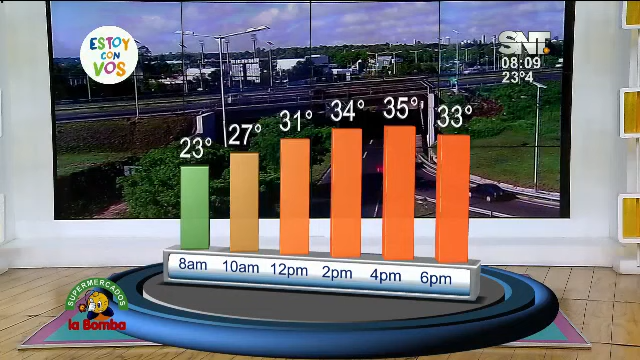 ESTOY
CON
VOS
SNT
08:09
23°4
23° 27° 31° 34° 35° 33°
8am 10am 12pm 2pm 4pm 6pm
SUPERMERCADOS
la Bomba